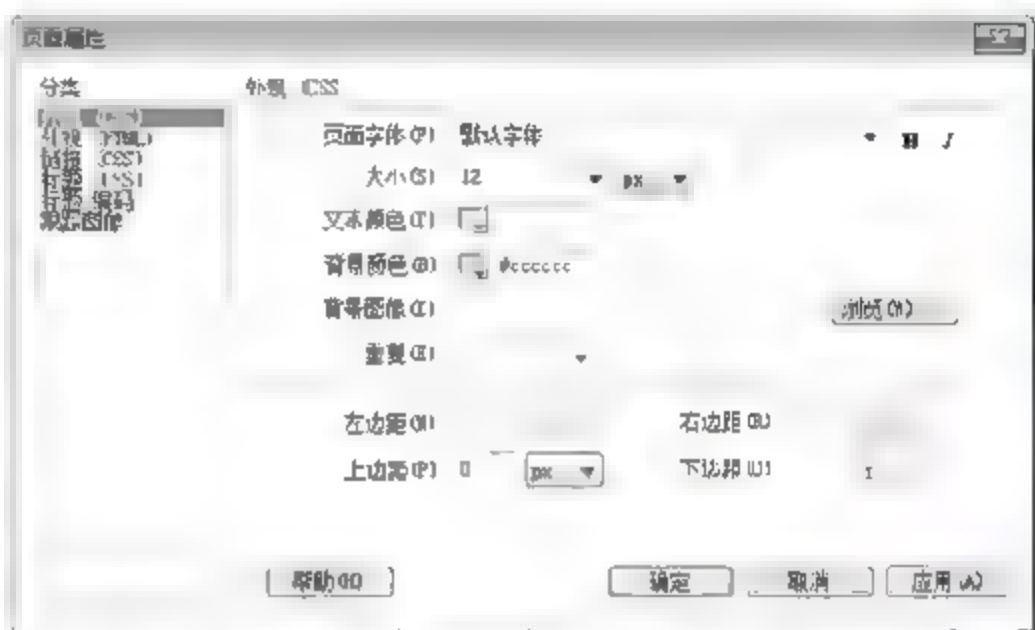 页面属性
分类
外观 (CSS
(HTML)
链接 (CSS)
标题 (CSS)
标题/编码
跟踪图像
页面字体(F) 默认字体 B I
大小(S) 12 px
文本颜色(T)
背景颜色(B) #cccccc
背景图像(I) 浏览(W)
重复(E)
左边距(M) 右边距(R)
上边距(P) 0 px 下边距(O)
帮助(H) 确定 取消 应用(A)